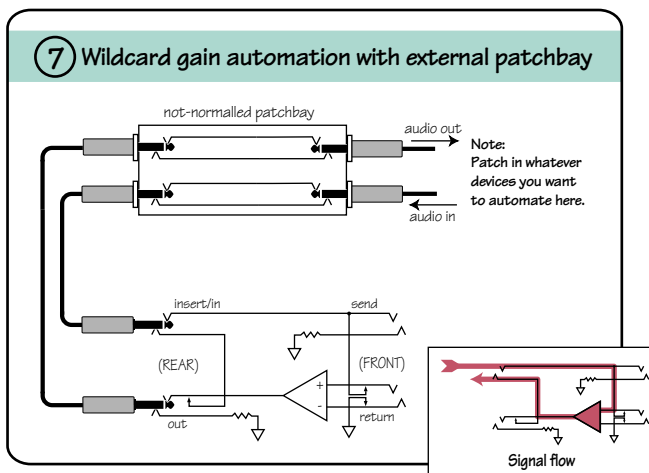 7 Wildcard gain automation with external patchbay
not-normalled patchbay
audio out
Note:
Patch in whatever
devices you want
to automate here.
audio in
insert/in
send
(REAR)
(FRONT)
+
-
out
return
Signal flow